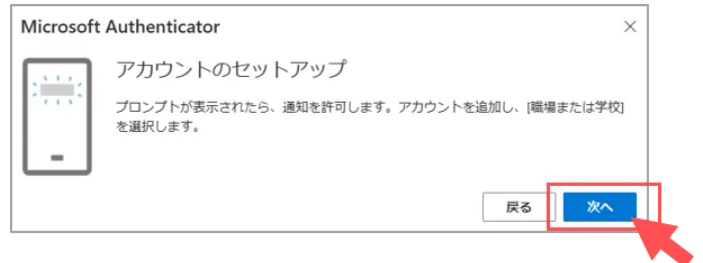 Microsoft Authenticator
アカウントのセットアップ
プロンプトが表示されたら、通知を許可します。アカウントを追加し、[職場または学校]
を選択します。
戻る
次へ